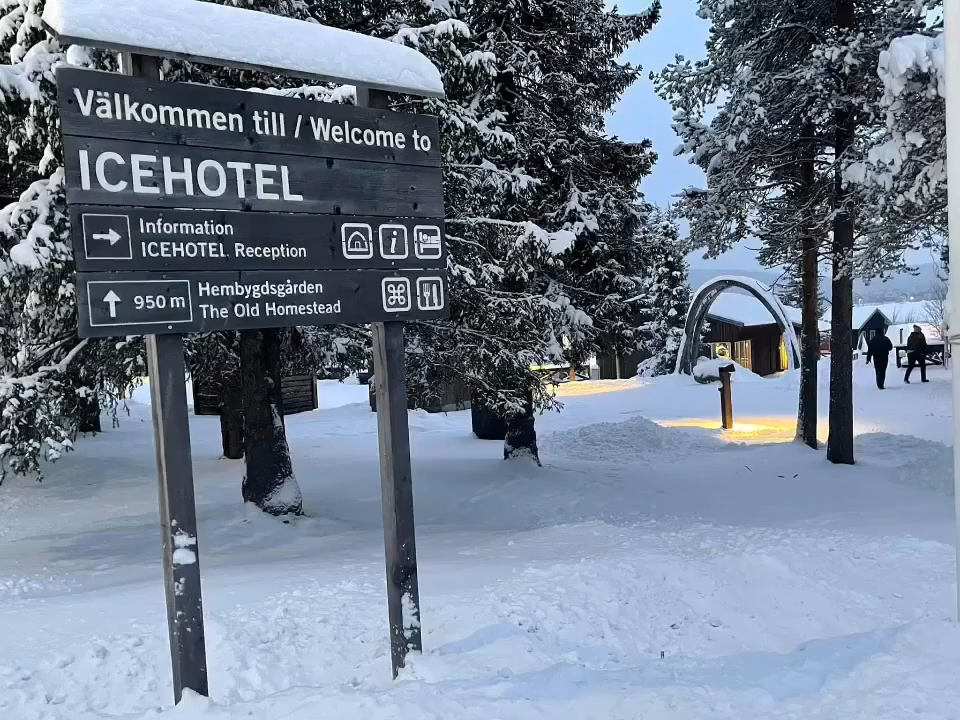 Välkommen till / Welcome to
ICEHOTEL
Information
ICEHOTEL Reception
i
950 m
Hembygdsgården
The Old Homestead